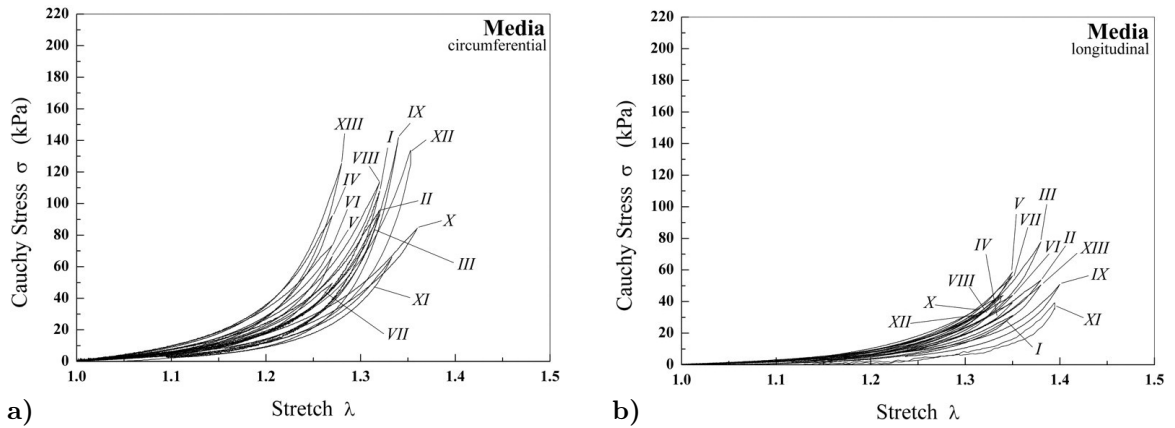 220
200
180
160
140
120
100
80
60
40
20
0
Cauchy Stress σ (kPa)
Media
circumferential
XIII
IX
I
XII
VIII
IV
VI
II
V
X
III
XI
VII
1.0 1.1 1.2 1.3 1.4 1.5
Stretch λ
a)
220
200
180
160
140
120
100
80
60
40
20
0
Cauchy Stress σ (kPa)
Media
longitudinal
V
III
VII
IV
VI
II
XIII
VIII
IX
X
XII
XI
I
1.0 1.1 1.2 1.3 1.4 1.5
Stretch λ
b)